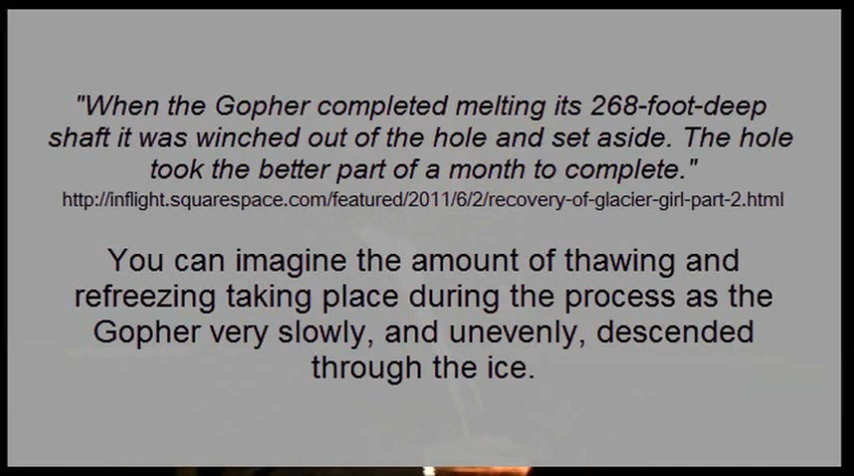 "When the Gopher completed melting its 268-foot-deep
shaft it was winched out of the hole and set aside. The hole
took the better part of a month to complete."
http://inflight.squarespace.com/featured/2011/6/2/recovery-of-glacier-girl-part-2.html
You can imagine the amount of thawing and
refreezing taking place during the process as the
Gopher very slowly, and unevenly, descended
through the ice.